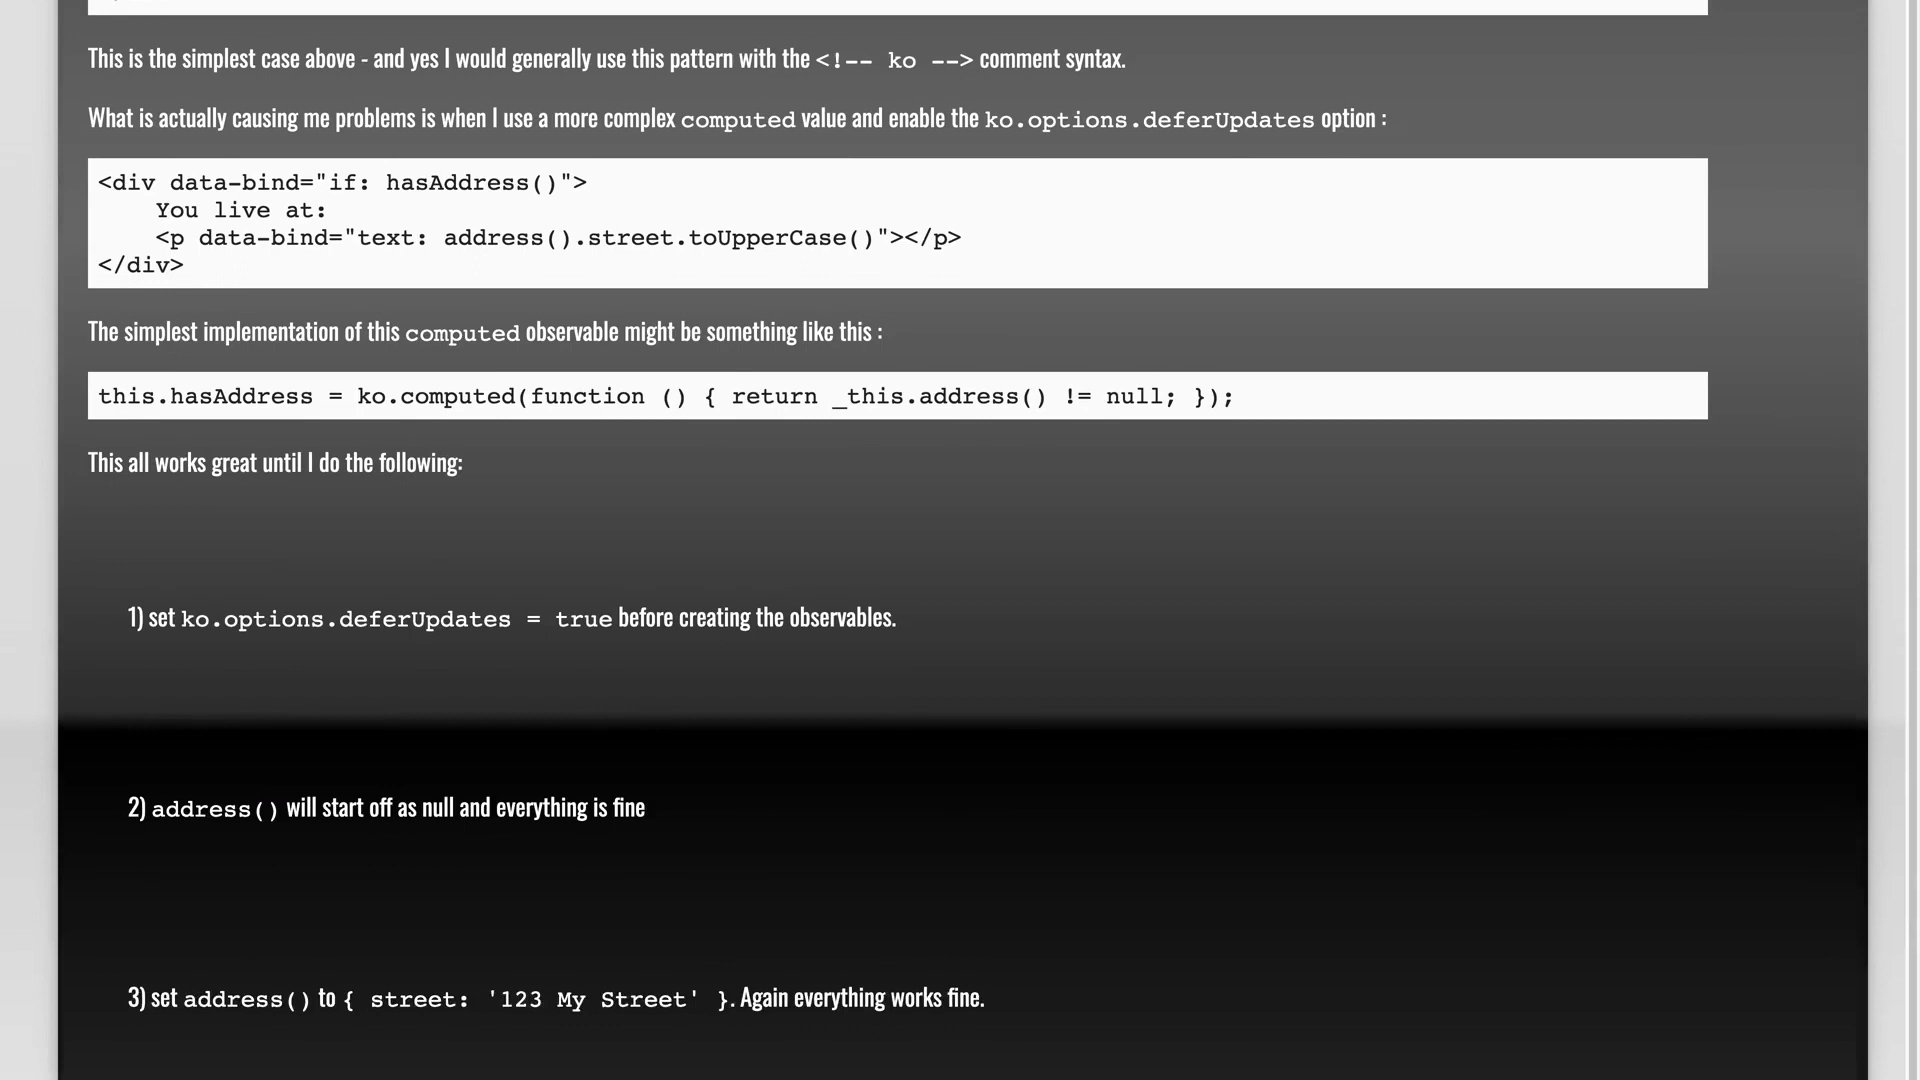 This is the simplest case above - and yes I would generally use this pattern with the <!-- ko --> comment syntax.
What is actually causing me problems is when I use a more complex computed value and enable the ko.options.deferUpdates option :
<div data-bind="if: hasAddress()">
    You live at:
    <p data-bind="text: address().street.toUpperCase()"></p>
</div>
The simplest implementation of this computed observable might be something like this :
this.hasAddress = ko.computed(function () { return _this.address() != null; });
This all works great until I do the following:
1) set ko.options.deferUpdates = true before creating the observables.
2) address() will start off as null and everything is fine
3) set address() to { street: '123 My Street' }. Again everything works fine.